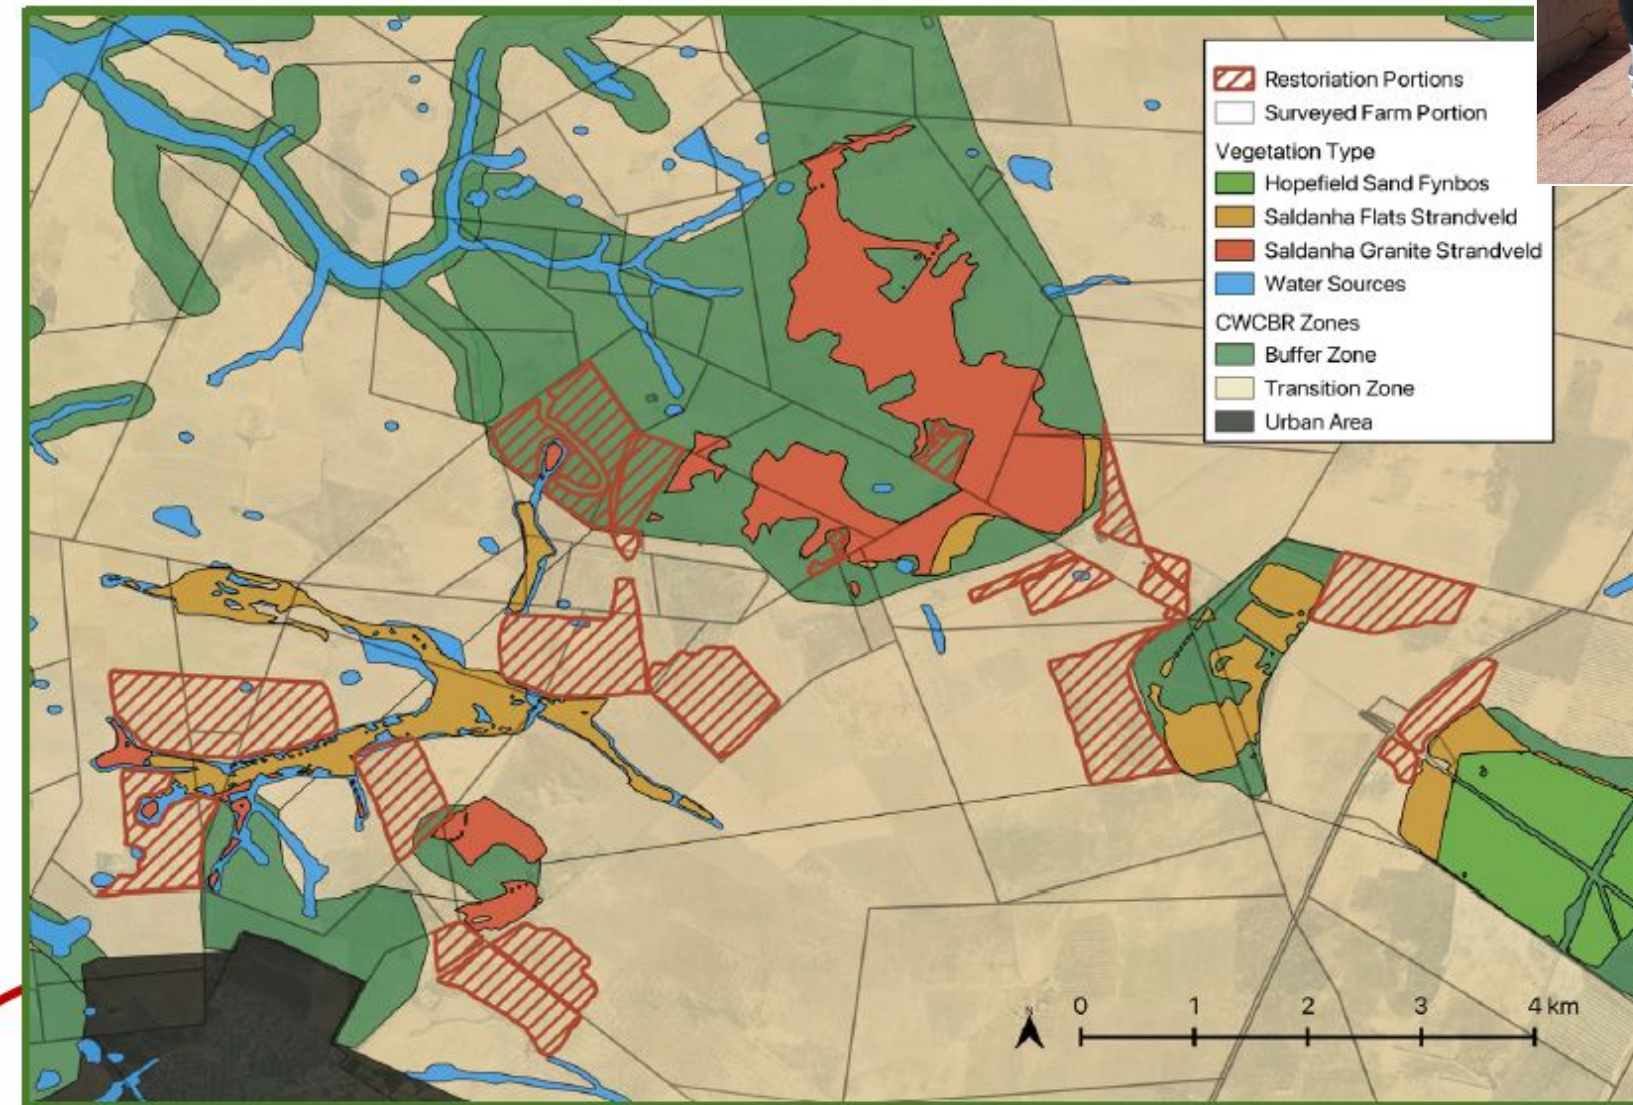 Restoriation Portions
Surveyed Farm Portion
Vegetation Type
Hopefield Sand Fynbos
Saldanha Flats Strandveld
Saldanha Granite Strandveld
Water Sources
CWCBR Zones
Buffer Zone
Transition Zone
Urban Area
N
0 1 2 3 4 km